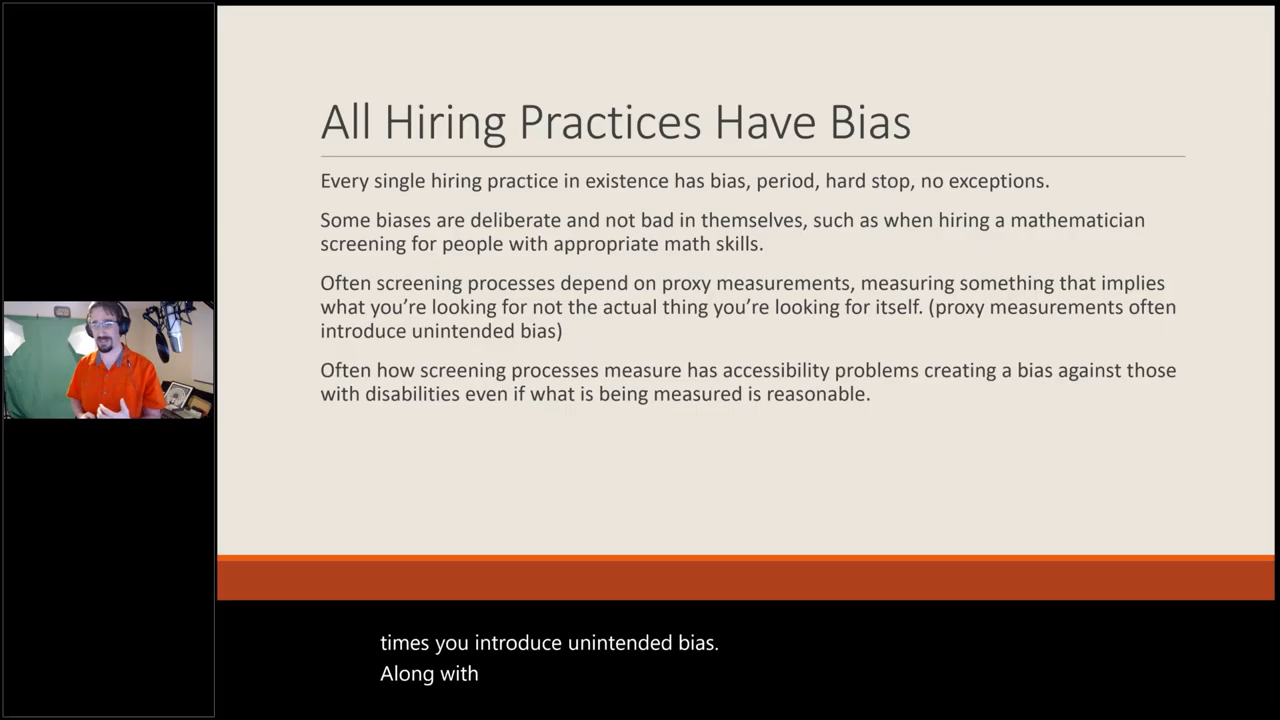 All Hiring Practices Have Bias
Every single hiring practice in existence has bias, period, hard stop, no exceptions.
Some biases are deliberate and not bad in themselves, such as when hiring a mathematician
screening for people with appropriate math skills.
Often screening processes depend on proxy measurements, measuring something that implies
what you’re looking for not the actual thing you’re looking for itself. (proxy measurements often
introduce unintended bias)
Often how screening processes measure has accessibility problems creating a bias against those
with disabilities even if what is being measured is reasonable.
times you introduce unintended bias.
Along with